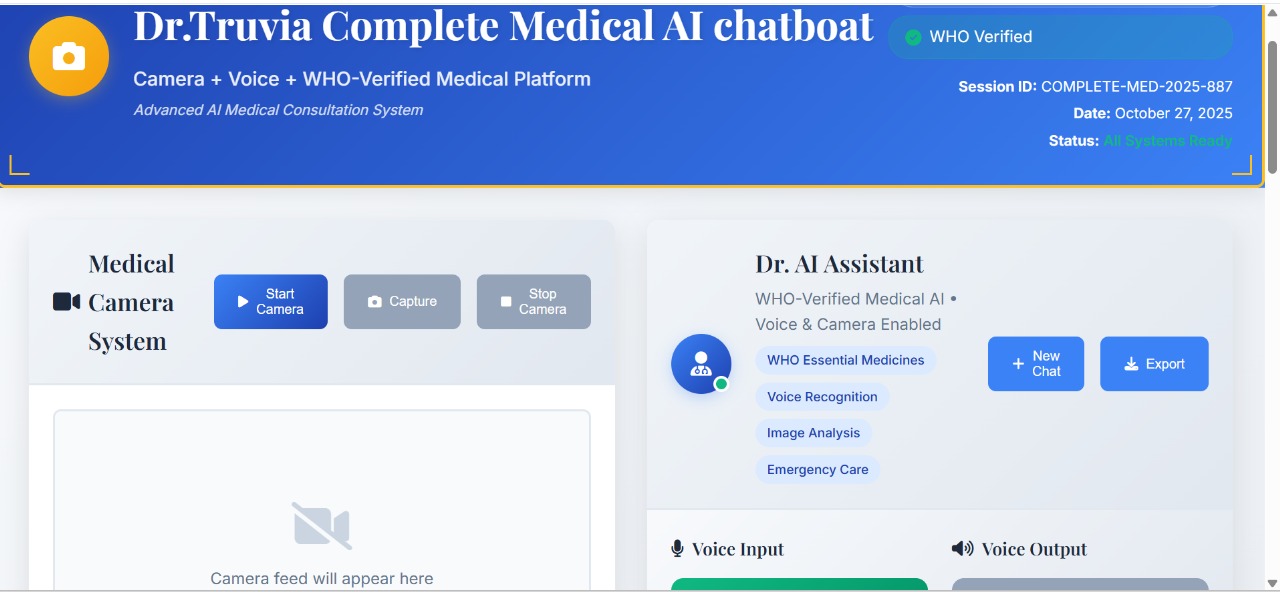 Dr.Truvia Complete Medical AI chatboat
Camera + Voice + WHO-Verified Medical Platform
Advanced AI Medical Consultation System
WHO Verified
Session ID: COMPLETE-MED-2025-887
Date: October 27, 2025
Status: All Systems Ready
Medical
Camera
System
Start
Camera
Capture
Stop
Camera
Camera feed will appear here
Dr. AI Assistant
WHO-Verified Medical AI •
Voice & Camera Enabled
WHO Essential Medicines
Voice Recognition
Image Analysis
Emergency Care
New
Chat
Export
Voice Input
Voice Output